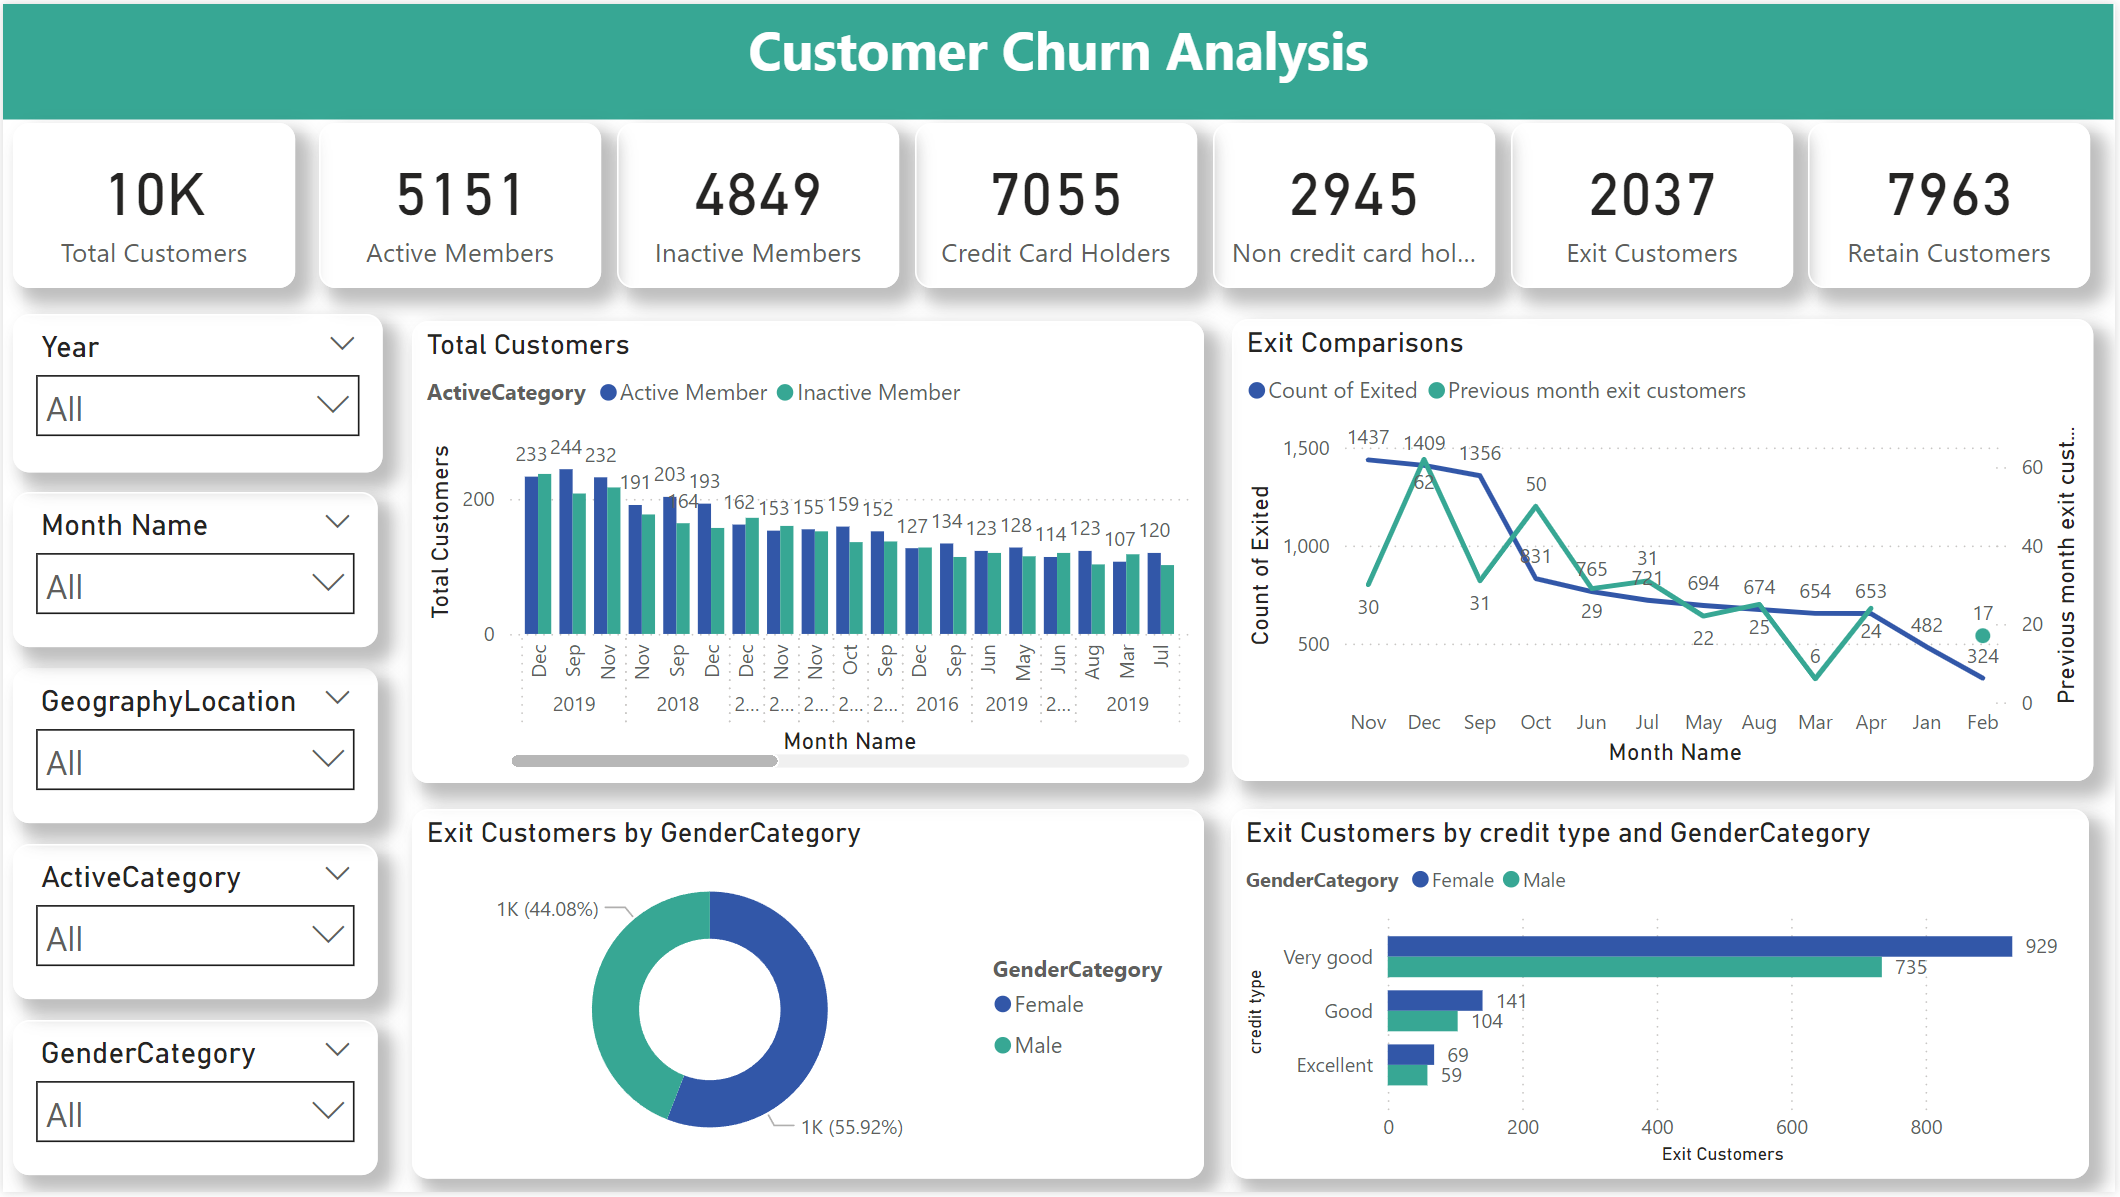 Customer Churn Analysis
10K
Total Customers
5151
Active Members
4849
Inactive Members
7055
Credit Card Holders
2945
Non credit card hol...
2037
Exit Customers
7963
Retain Customers
Year
All
Month Name
All
GeographyLocation
All
ActiveCategory
All
GenderCategory
All
Total Customers
ActiveCategory Active Member Inactive Member
Total Customers
200
0
233 244 232 191 203 164 193 162 153 155 159 152 127 134 123 128 114 123 107 120
Dec Sep Nov Nov Sep Dec Dec Nov Nov Oct Sep Dec Sep Jun May Jun Aug Mar Jul
2019 2018 2... 2... 2... 2... 2... 2016 2019 2... 2019
Month Name
Exit Comparisons
Count of Exited Previous month exit customers
Count of Exited
1,500
1,000
500
1437 1409 1356 831 765 721 694 674 654 653 482 324
30 62 31 50 29 31 22 25 6 24 17
60
40
20
0
Previous month exit cust...
Nov Dec Sep Oct Jun Jul May Aug Mar Apr Jan Feb
Month Name
Exit Customers by GenderCategory
1K (44.08%)
1K (55.92%)
GenderCategory
Female
Male
Exit Customers by credit type and GenderCategory
GenderCategory Female Male
credit type
Very good
929
735
Good
141
104
Excellent
69
59
0 200 400 600 800
Exit Customers